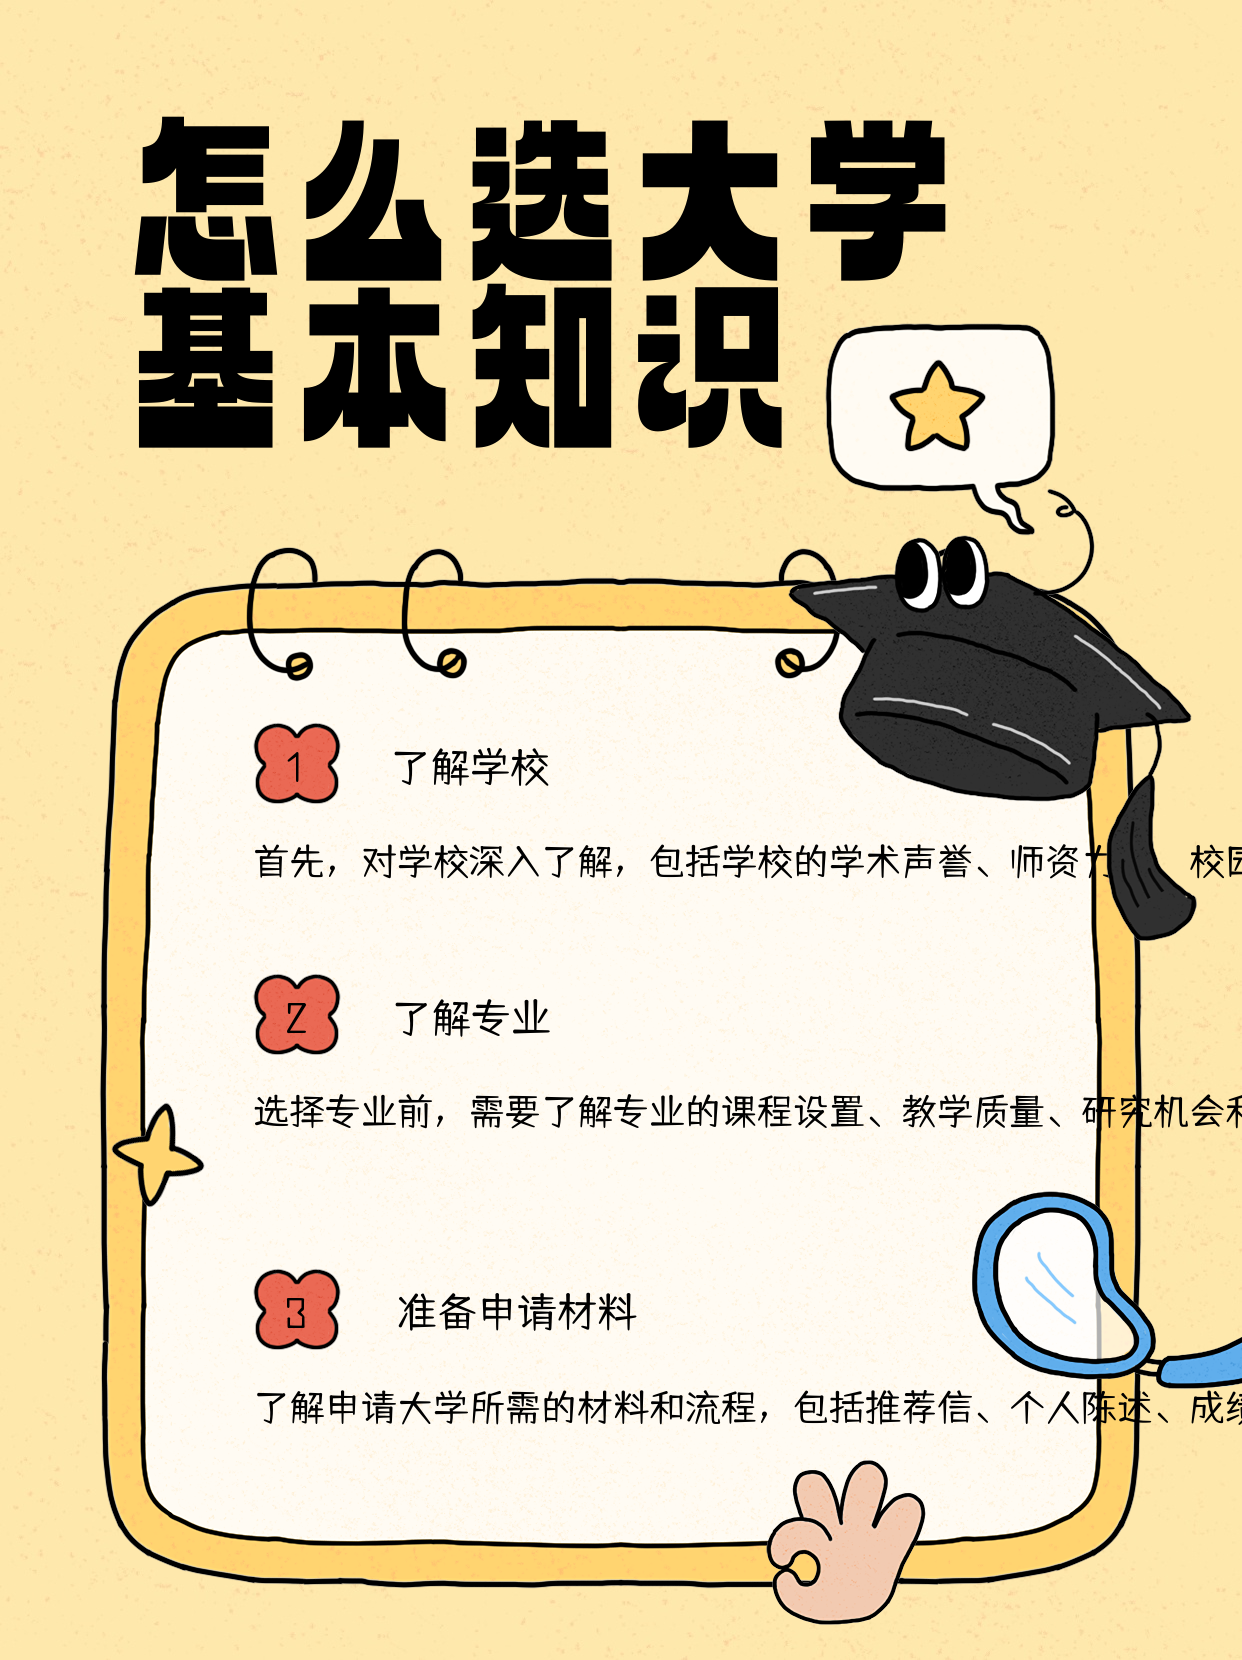 怎么选大学
基本知识
1
了解学校
首先，对学校深入了解，包括学校的学术声誉、师资力 校园
2
了解专业
选择专业前，需要了解专业的课程设置、教学质量、研究机会和
3
准备申请材料
了解申请大学所需的材料和流程，包括推荐信、个人陈述、成绩